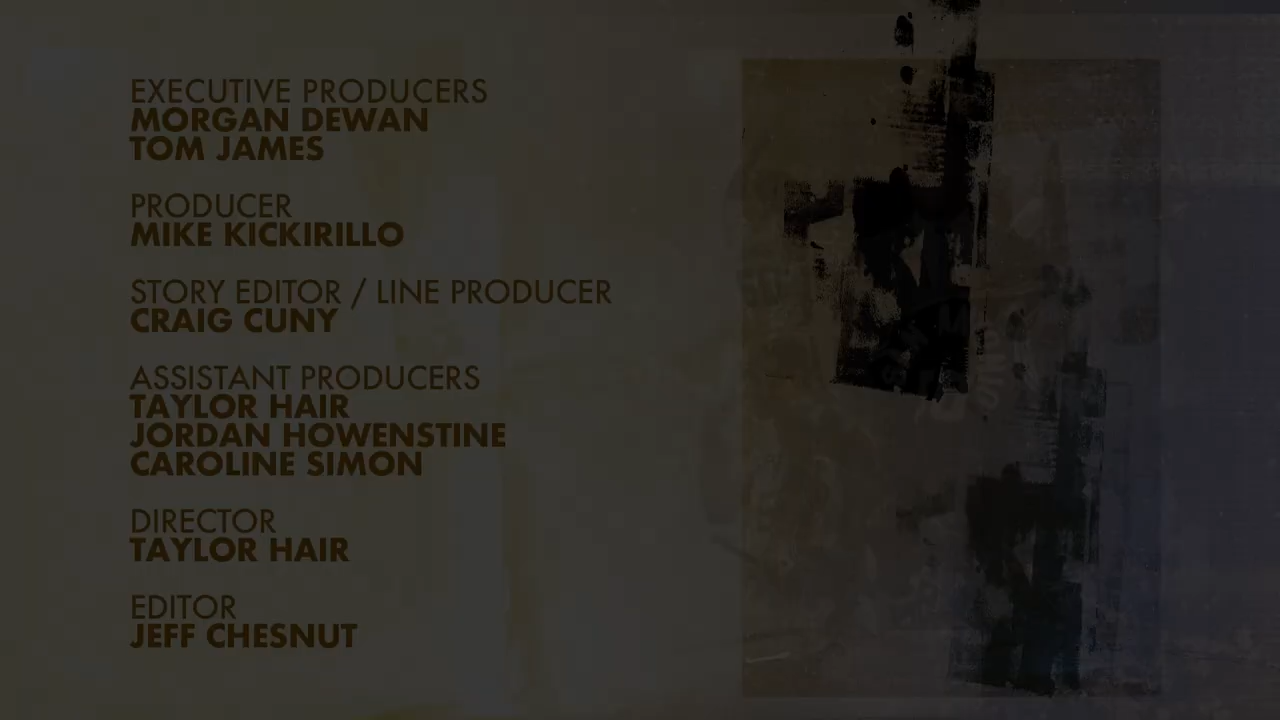 EXECUTIVE PRODUCERS
MORGAN DEWAN
TOM JAMES
PRODUCER
MIKE KICKIRILLO
STORY EDITOR / LINE PRODUCER
CRAIG CUNY
ASSISTANT PRODUCERS
TAYLOR HAIR
JORDAN HOWENSTINE
CAROLINE SIMON
DIRECTOR
TAYLOR HAIR
EDITOR
JEFF CHESNUT